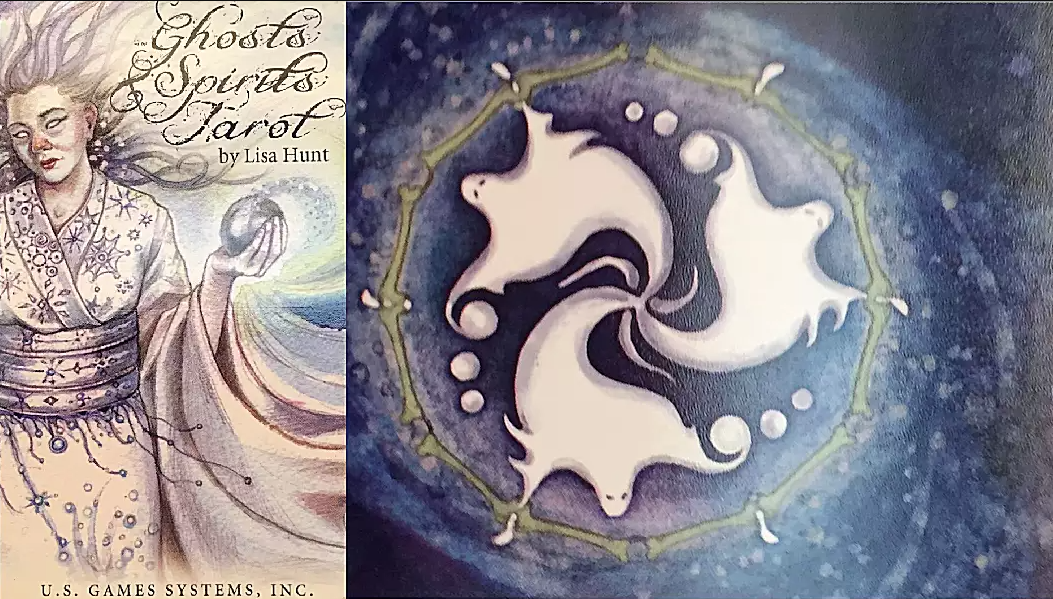 Ghosts
& Spirits
Tarot
by Lisa Hunt
U.S. GAMES SYSTEMS, INC.